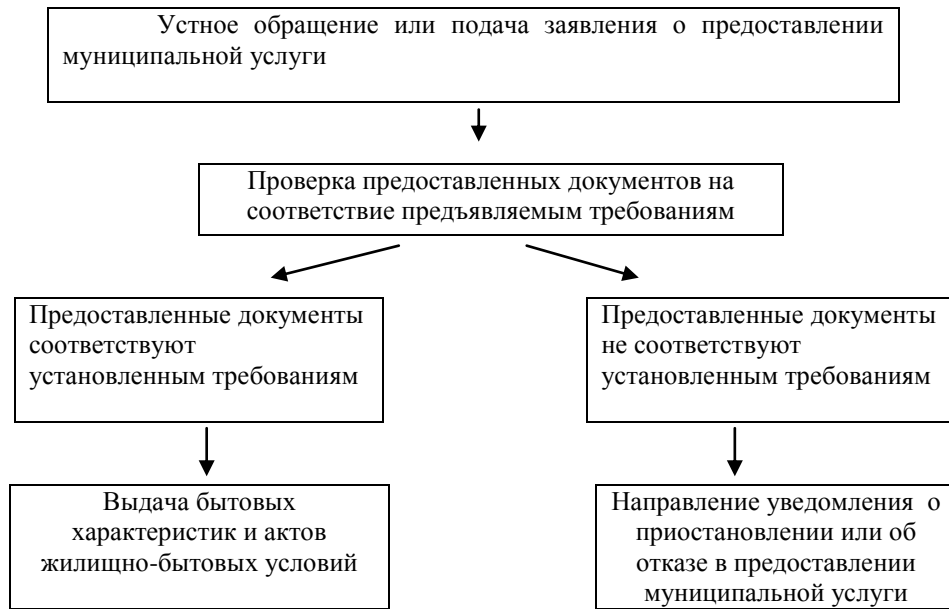 Устное обращение или подача заявления о предоставлении
муниципальной услуги
Проверка предоставленных документов на
соответствие предъявляемым требованиям
Предоставленные документы
соответствуют
установленным требованиям
Предоставленные документы
не соответствуют
установленным требованиям
Выдача бытовых
характеристик и актов
жилищно-бытовых условий
Направление уведомления о
приостановлении или об
отказе в предоставлении
муниципальной услуги